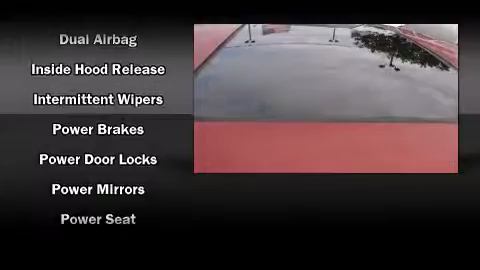 Dual Airbag
Inside Hood Release
Intermittent Wipers
Power Brakes
Power Door Locks
Power Mirrors
Power Seat